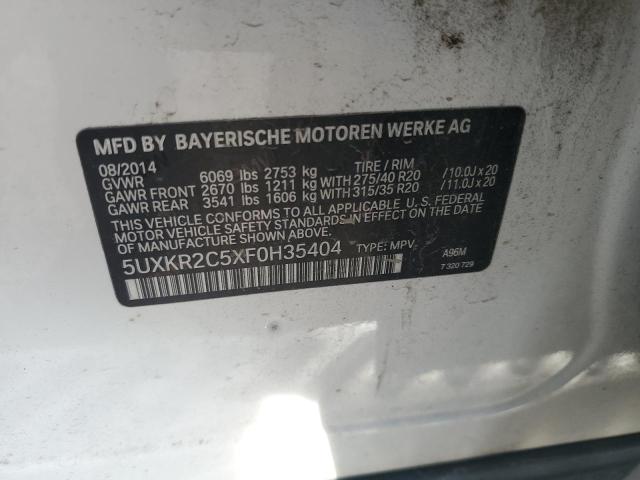 MFD BY BAYERISCHE MOTOREN WERKE AG
08/2014 TIRE / RIM
GVWR 6069 lbs 2753 kg
GAWR FRONT 2670 lbs 1211 kg WITH 275/40 R20 /10.0J x 20
GAWR REAR 3541 lbs 1606 kg WITH 315/35 R20 /11.0J x 20
THIS VEHICLE CONFORMS TO ALL APPLICABLE U. S. FEDERAL
MOTOR VEHICLE SAFETY STANDARDS IN EFFECT ON THE
DATE OF MANUFACTURE SHOWN ABOVE.
5UXKR2C5XF0H35404 TYPE: MPV A96M
7 320 729